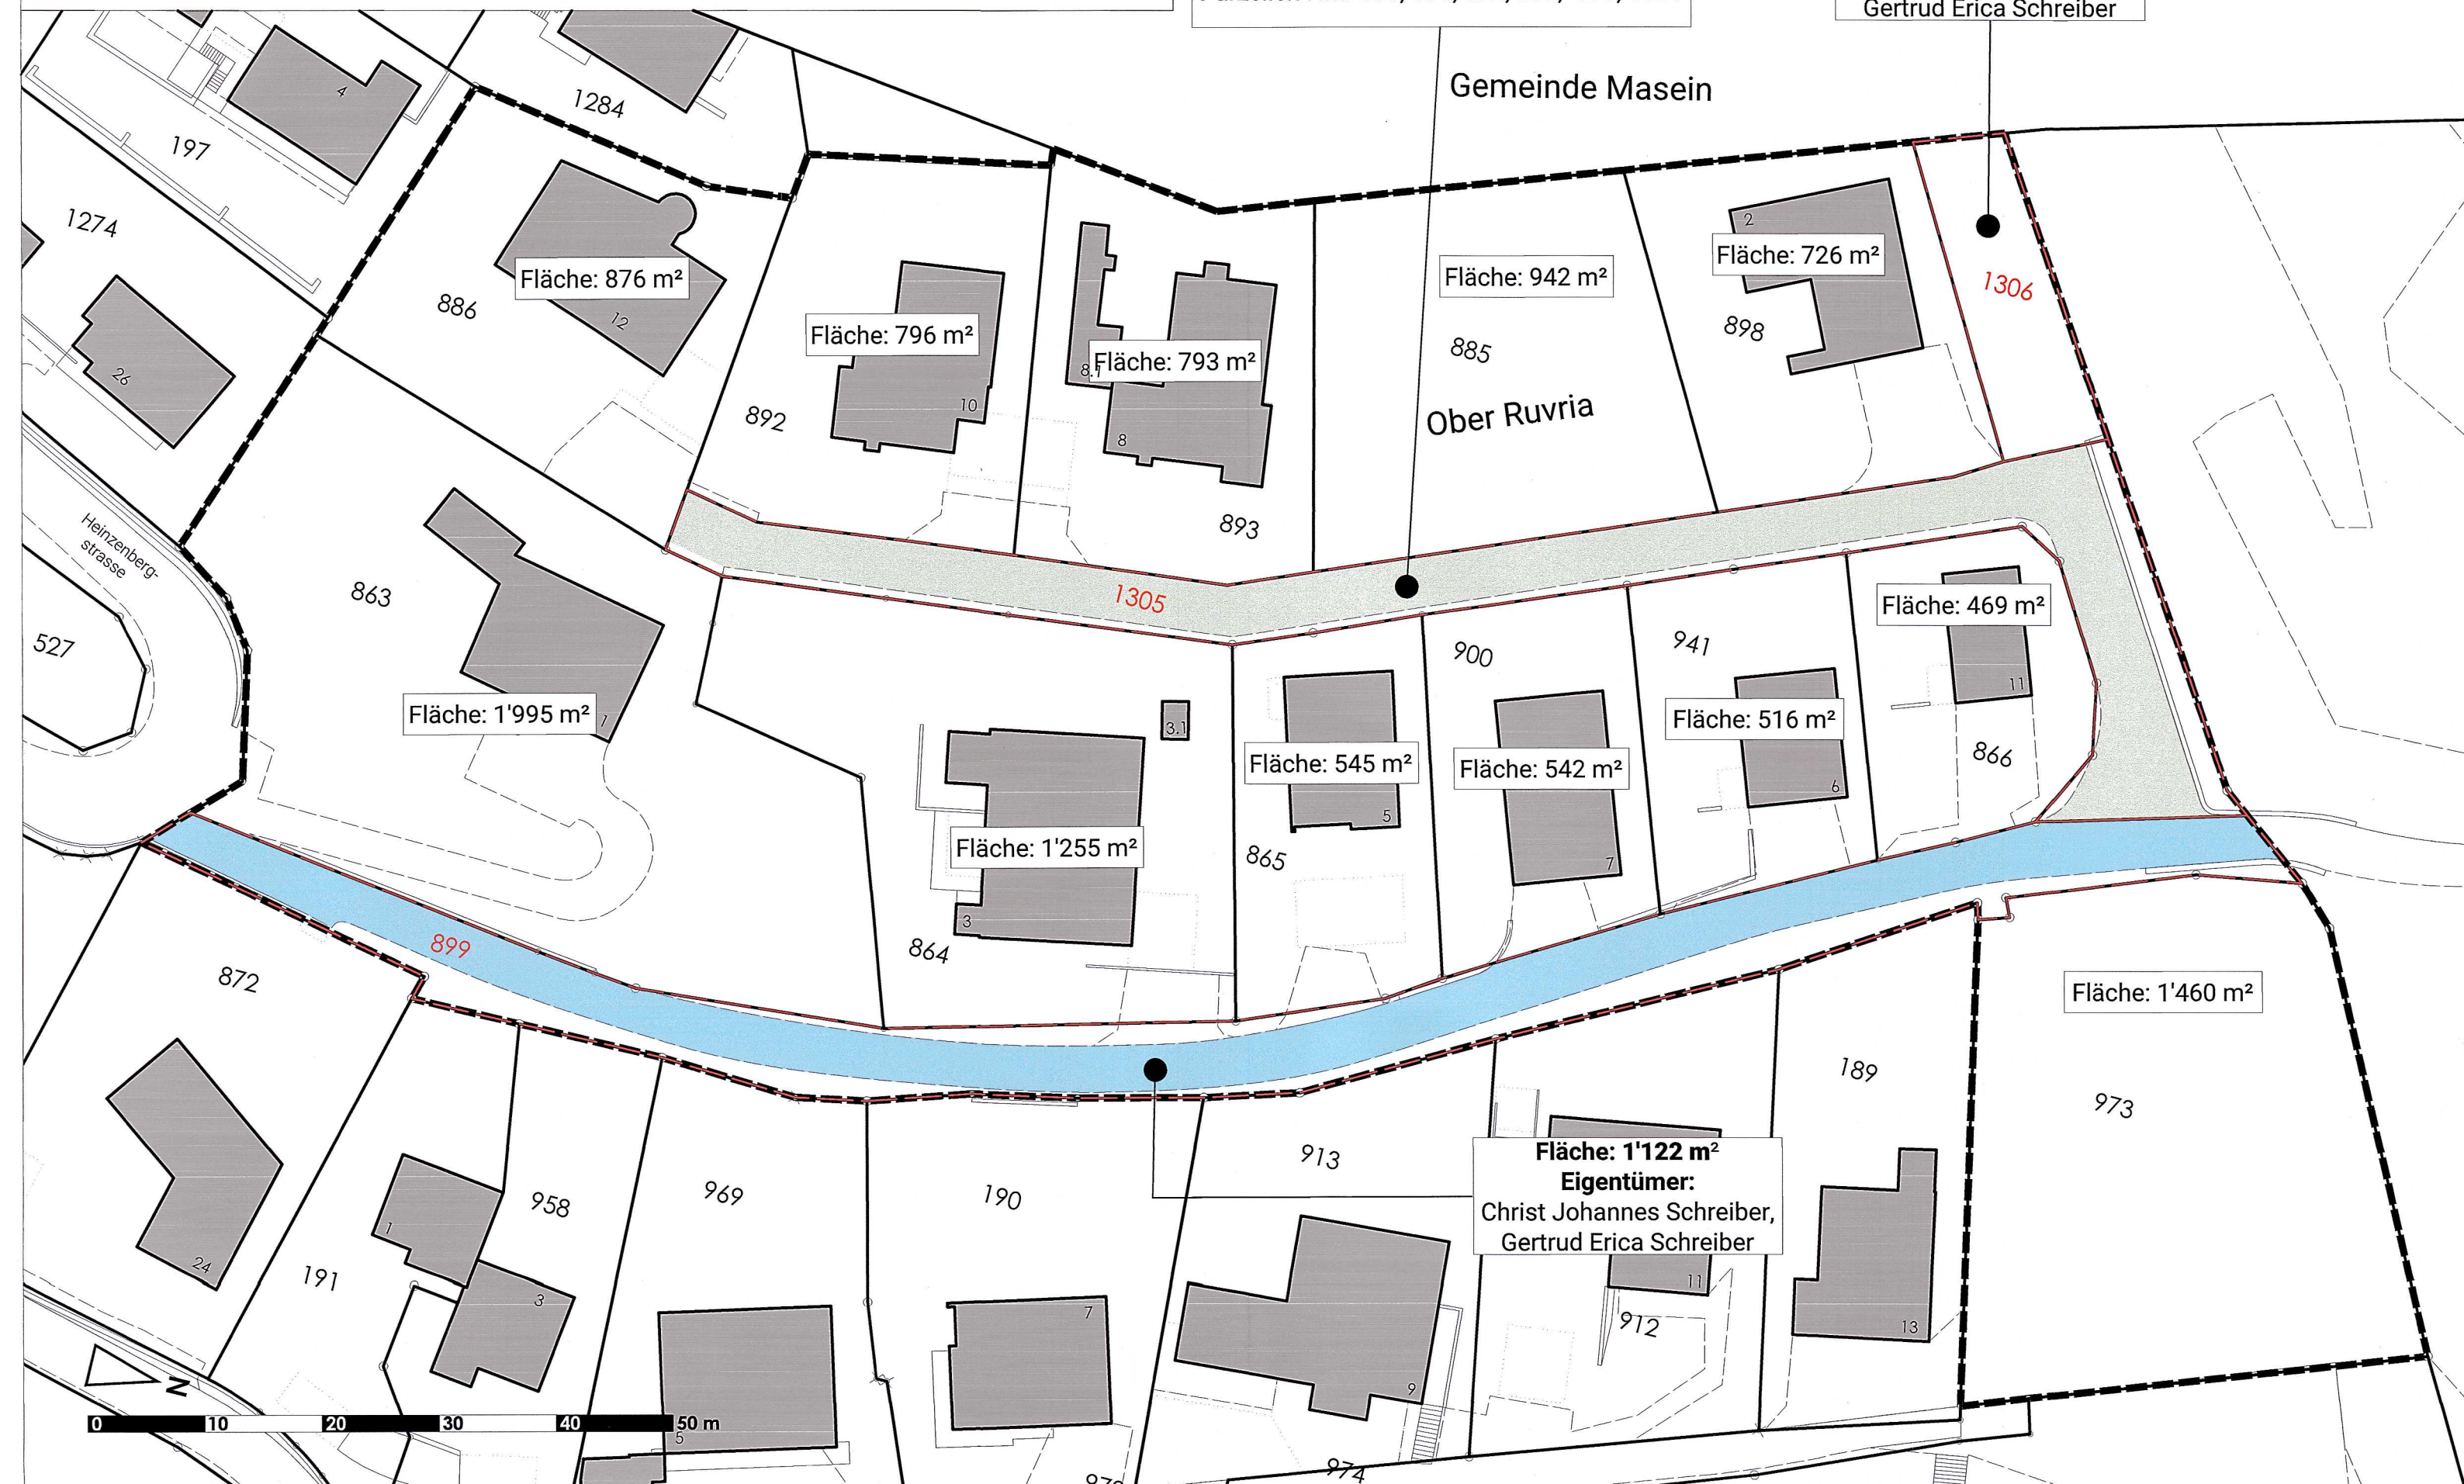 Gertrud Erica Schreiber
Gemeinde Masein
4
1284
197
1274
2
Fläche: 726 m²
Fläche: 876 m²
Fläche: 942 m²
1306
886
12
Fläche: 796 m²
898
885
Fläche: 793 m²
8.1
26
892
10
Ober Ruvria
8
893
Heinzenberg-
strasse
863
1305
Fläche: 469 m²
527
900
941
11
Fläche: 1'995 m²
1
3.1
Fläche: 516 m²
866
Fläche: 545 m²
Fläche: 542 m²
6
5
Fläche: 1'255 m²
865
7
3
899
864
872
Fläche: 1'460 m²
189
973
913
Fläche: 1'122 m²
Eigentümer:
Christ Johannes Schreiber,
Gertrud Erica Schreiber
969
190
958
1
24
191
3
7
11
912
13
9
N
0 10 20 30 40 50 m
5
974